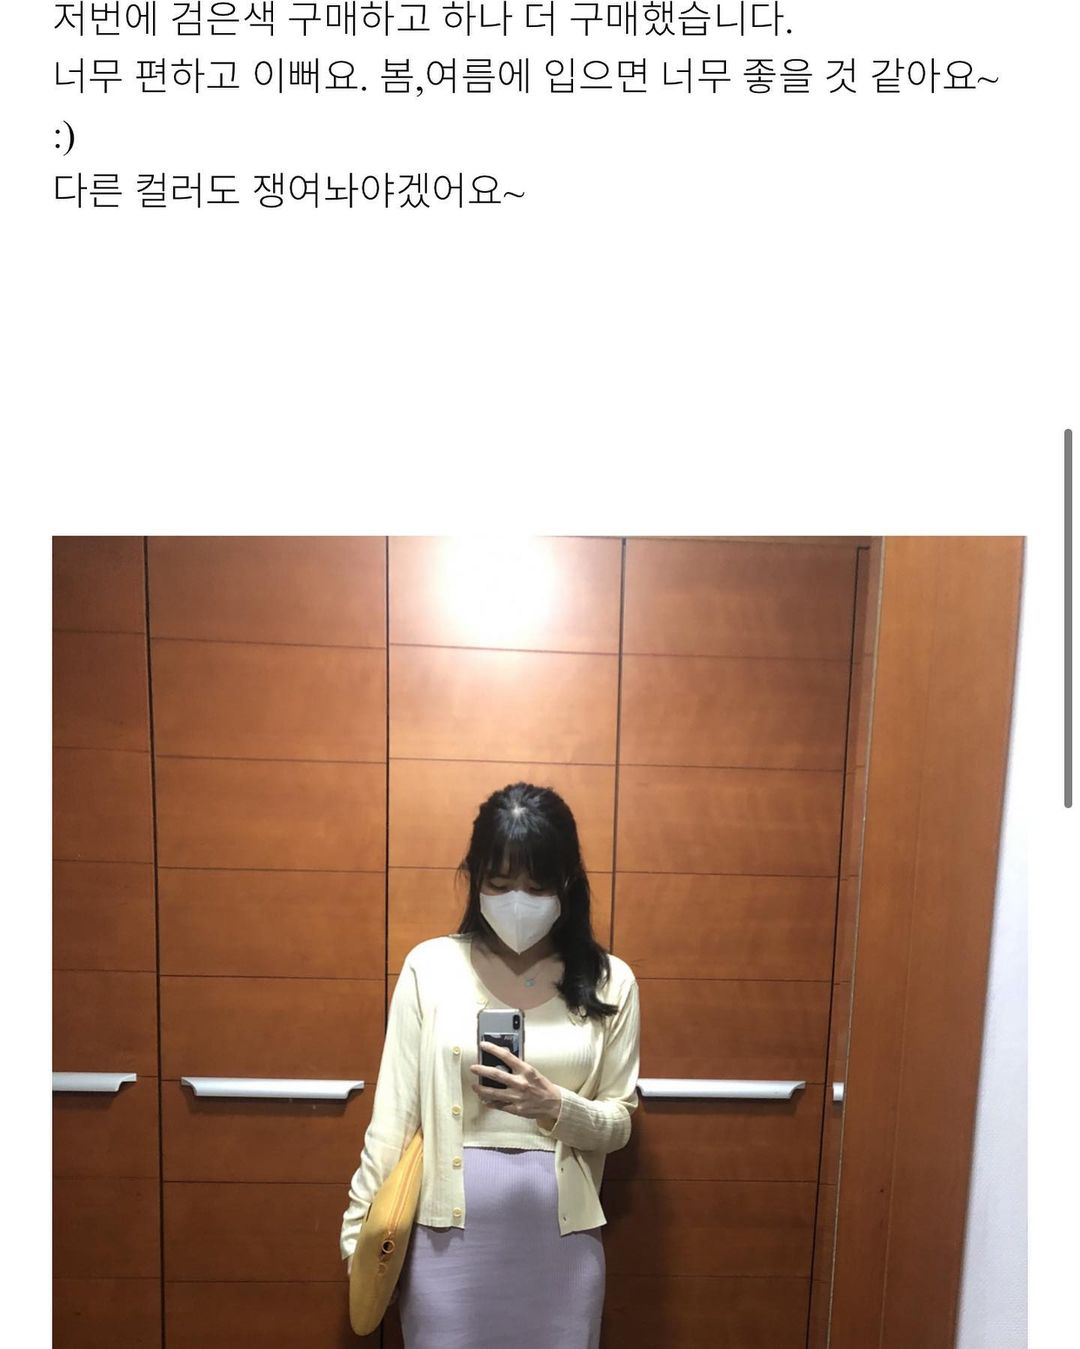 저번에 검은색 구매하고 하나 더 구매했습니다.
너무 편하고 이뻐요. 봄,여름에 입으면 너무 좋을 것 같아요~
:)
다른 컬러도 쟁여놔야겠어요~